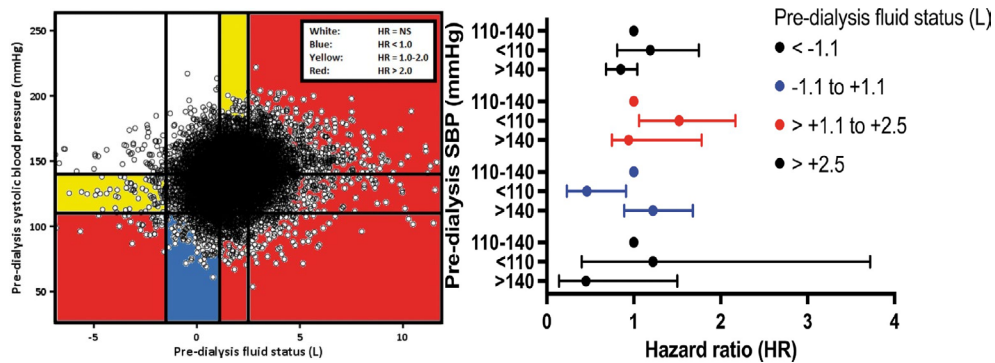 250
200
150
100
50
-5
0
5
10
Pre-dialysis systolic blood pressure (mmHg)
Pre-dialysis fluid status (L)
White: HR = NS
Blue: HR < 1.0
Yellow: HR = 1.0-2.0
Red: HR > 2.0
Pre-dialysis SBP (mmHg)
110-140
<110
>140
110-140
<110
>140
110-140
<110
>140
110-140
<110
>140
0
1
2
3
4
Hazard ratio (HR)
Pre-dialysis fluid status (L)
< -1.1
-1.1 to +1.1
> +1.1 to +2.5
> +2.5